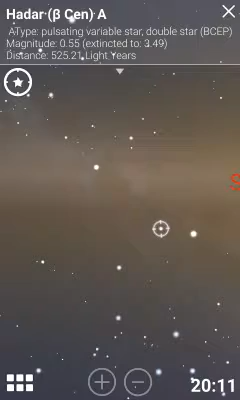 Hadar (β Cen) A
Type: pulsating variable star, double star (BCEP)
Magnitude: 0.55 (extincted to: 3.49)
Distance: 525.21 Light Years
S
20:11